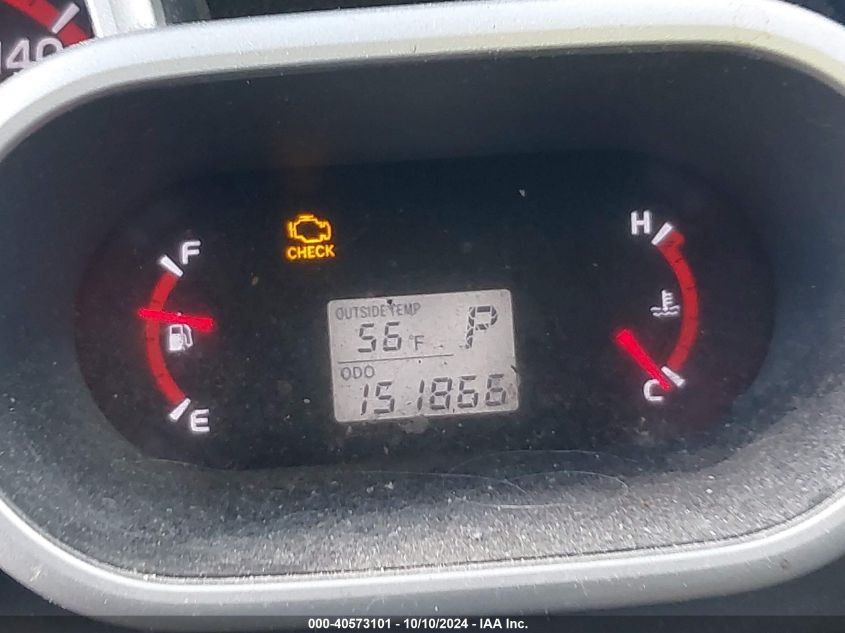 140
F
CHECK
H
OUTSIDE TEMP
56°F P
ODO
151866
E
C
000-40573101 - 10/10/2024 - IAA Inc.